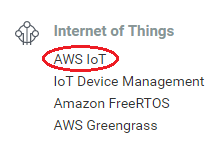 Internet of Things
AWS IoT
IoT Device Management
Amazon FreeRTOS
AWS Greengrass